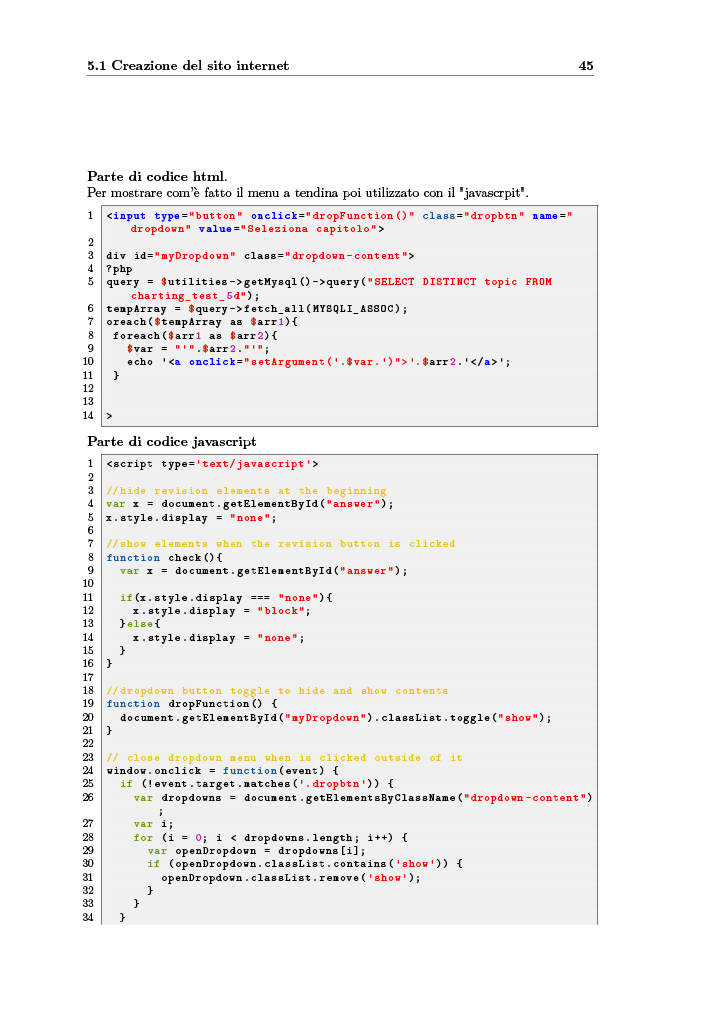 5.1 Creazione del sito internet 45
Parte di codice html.
Per mostrare com'è fatto il menu a tendina poi utilizzato con il "javascrpit".
1 <input type="button" onclick="dropFunction()" class="dropbtn" name="
dropdown" value="Seleziona capitolo">
2
3 div id="myDropdown" class="dropdown-content">
4 ?php
5 query = $utilities->getMysql()->query("SELECT DISTINCT topic FROM
charting_test_5d");
6 tempArray = $query->fetch_all(MYSQLI_ASSOC);
7 oreach($tempArray as $arr1){
8 foreach($arr1 as $arr2){
9 $var = "'".$arr2."'";
10 echo '<a onclick="setArgument('.$var.')">'.$arr2.'</a>';
11 }
12
13
14 >
Parte di codice javascript
1 <script type='text/javascript'>
2
3 //hide revision elements at the beginning
4 var x = document.getElementById("answer");
5 x.style.display = "none";
6
7 //show elements when the revision button is clicked
8 function check(){
9 var x = document.getElementById("answer");
10
11 if(x.style.display === "none"){
12 x.style.display = "block";
13 }else{
14 x.style.display = "none";
15 }
16 }
17
18 //dropdown button toggle to hide and show contents
19 function dropFunction() {
20 document.getElementById("myDropdown").classList.toggle("show");
21 }
22
23 // close dropdown menu when is clicked outside of it
24 window.onclick = function(event) {
25 if (!event.target.matches('.dropbtn')) {
26 var dropdowns = document.getElementsByClassName("dropdown-content")
;
27 var i;
28 for (i = 0; i < dropdowns.length; i++) {
29 var openDropdown = dropdowns[i];
30 if (openDropdown.classList.contains('show')) {
31 openDropdown.classList.remove('show');
32 }
33 }
34 }